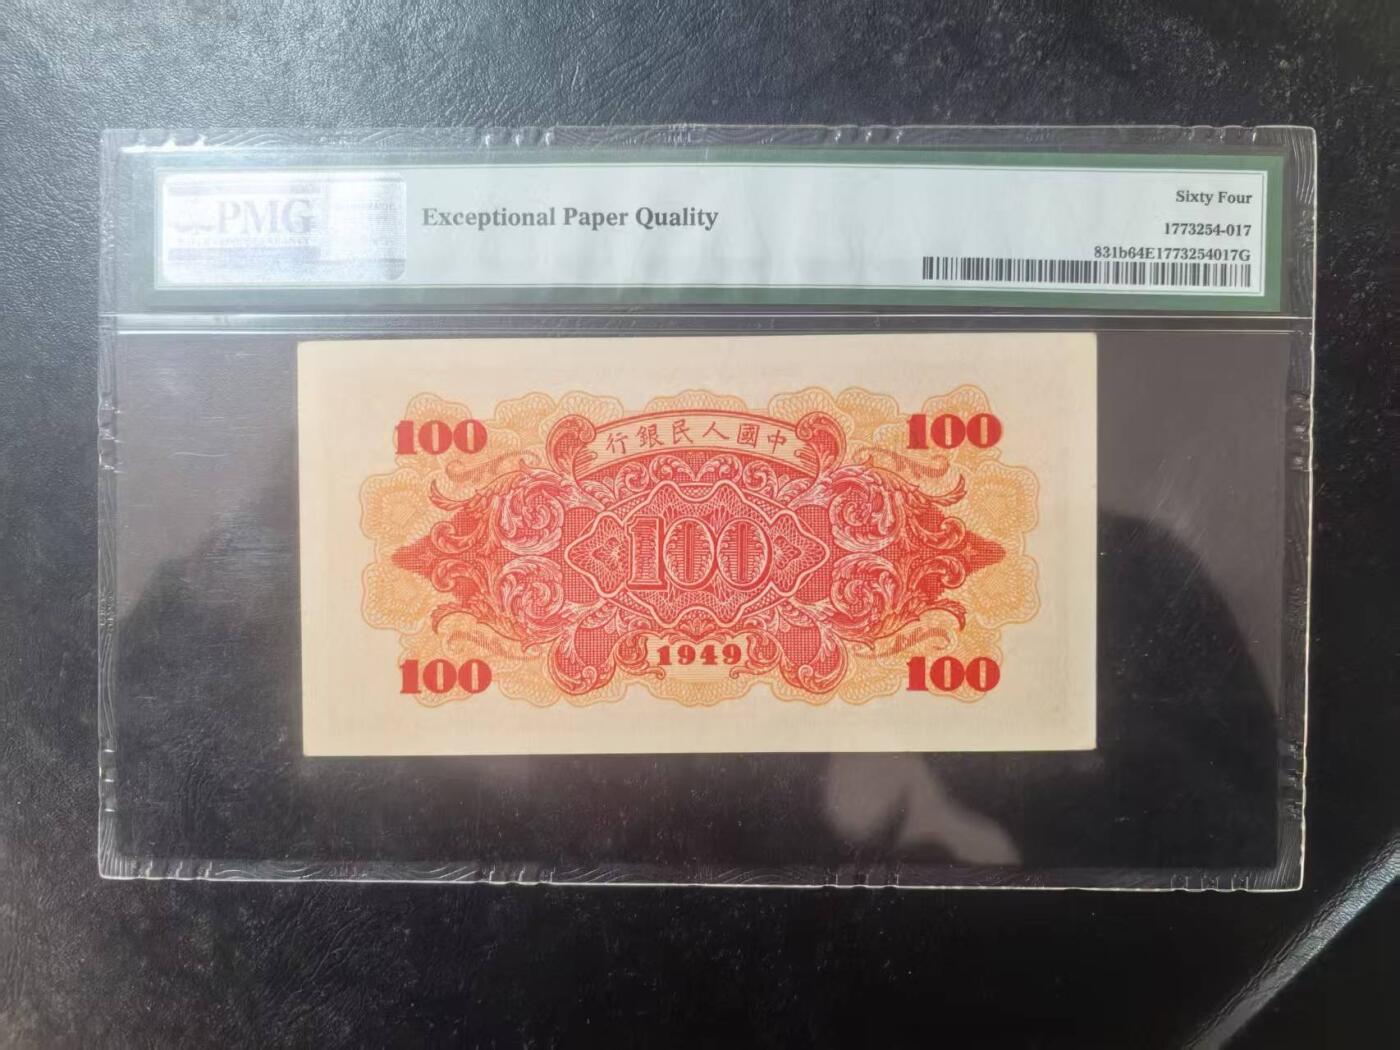 PMG
Exceptional Paper Quality
Sixty Four
1773254-017
831b64E1773254017G
100
100
行銀民人國中
100
1949
100
100